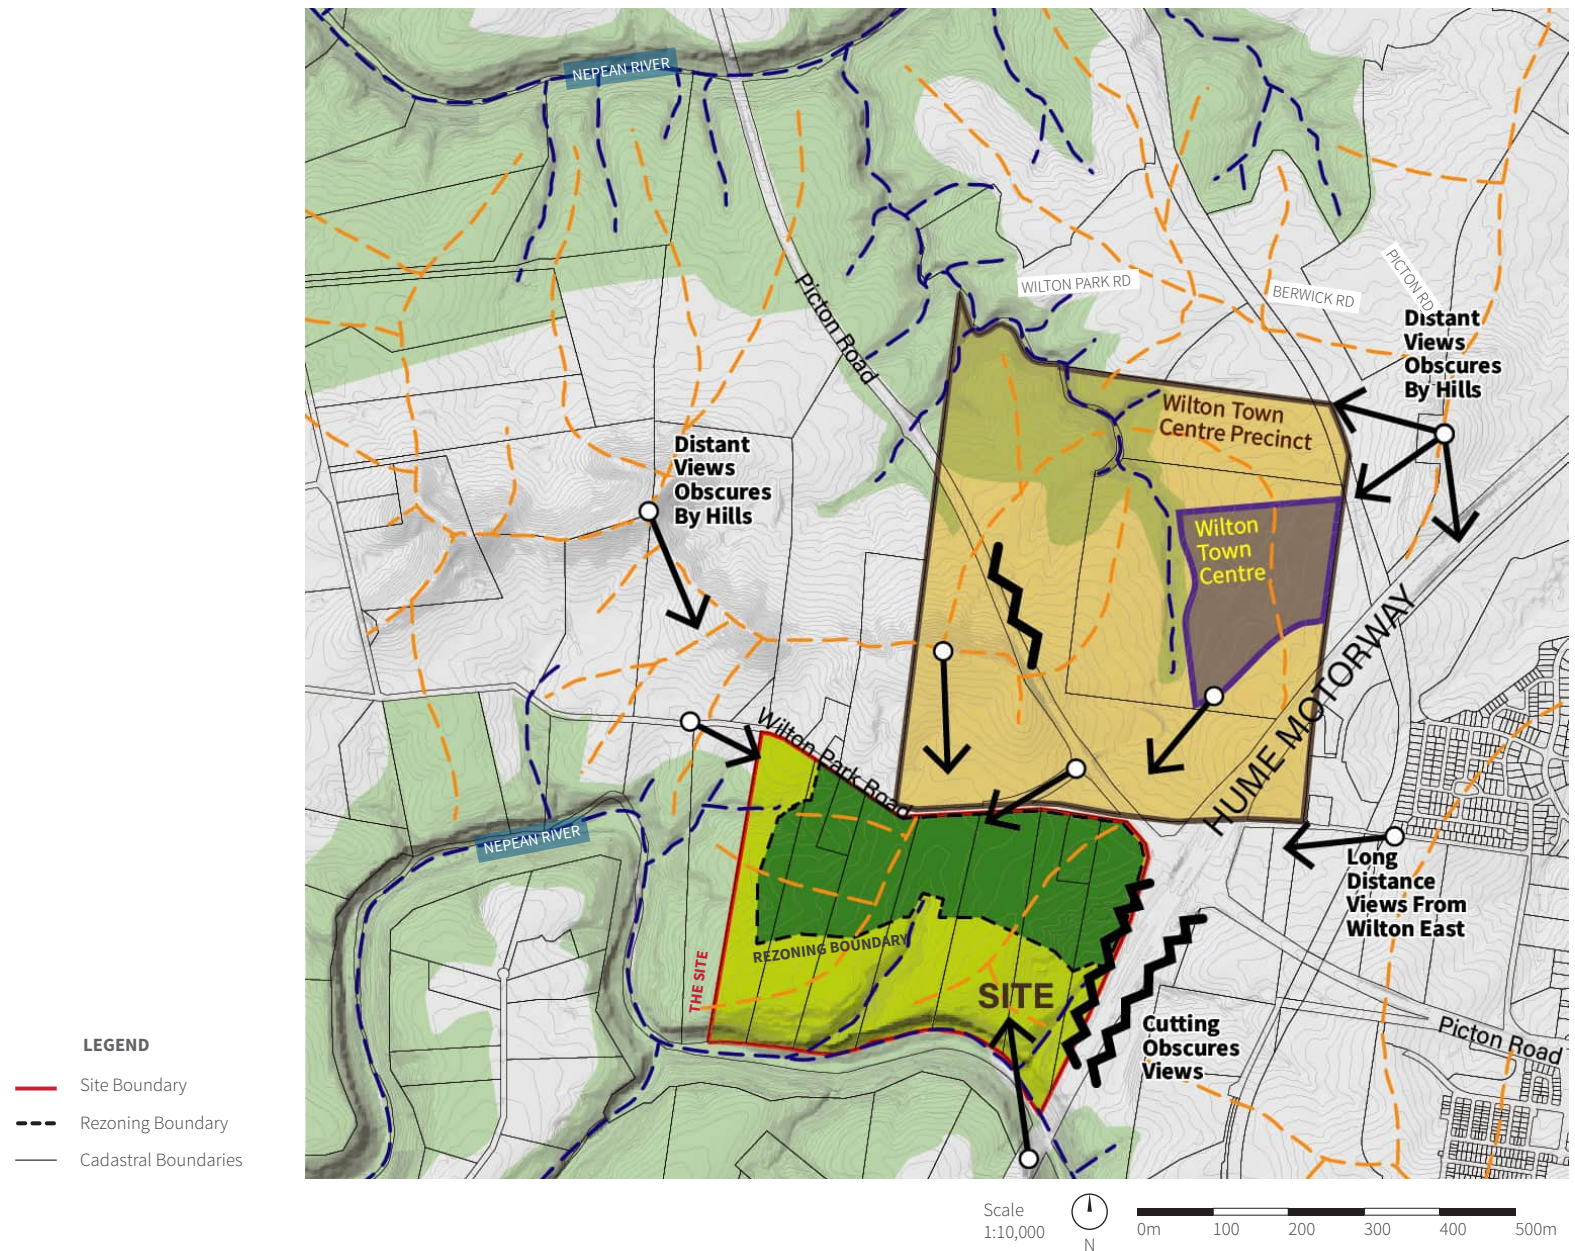 NEPEAN RIVER
WILTON PARK RD
BERWICK RD
PICTON RD
Distant
Views
Obscures
By Hills
Picton Road
Wilton Town
Centre Precinct
Distant
Views
Obscures
By Hills
Wilton
Town
Centre
HUME MOTORWAY
Wilton Park Road
NEPEAN RIVER
Long
Distance
Views From
Wilton East
REZONING BOUNDARY
THE SITE
SITE
Cutting
Obscures
Views
Picton Road
LEGEND
Site Boundary
Rezoning Boundary
Cadastral Boundaries
Scale
1:10,000
N
0m 100 200 300 400 500m